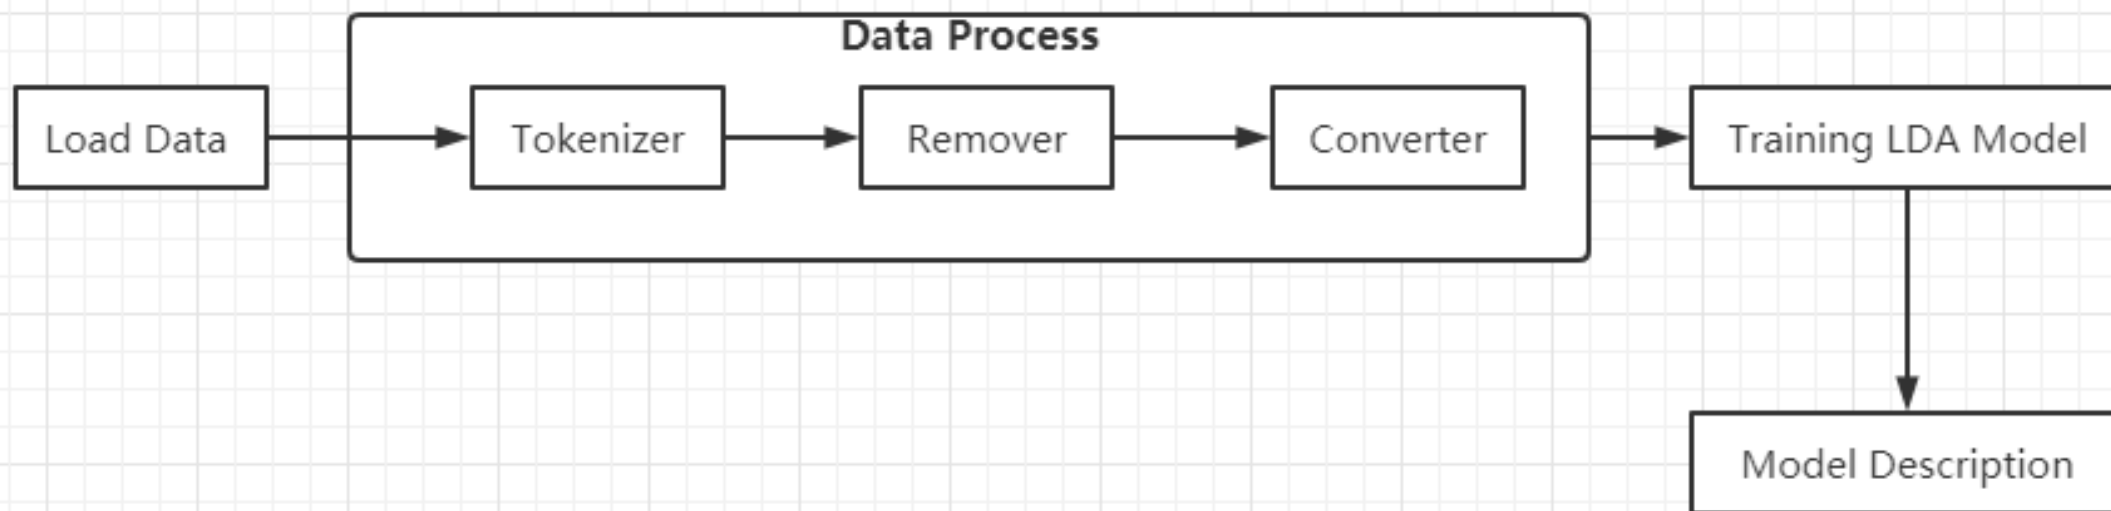 Data Process
Load Data
Tokenizer
Remover
Converter
Training LDA Model
Model Description